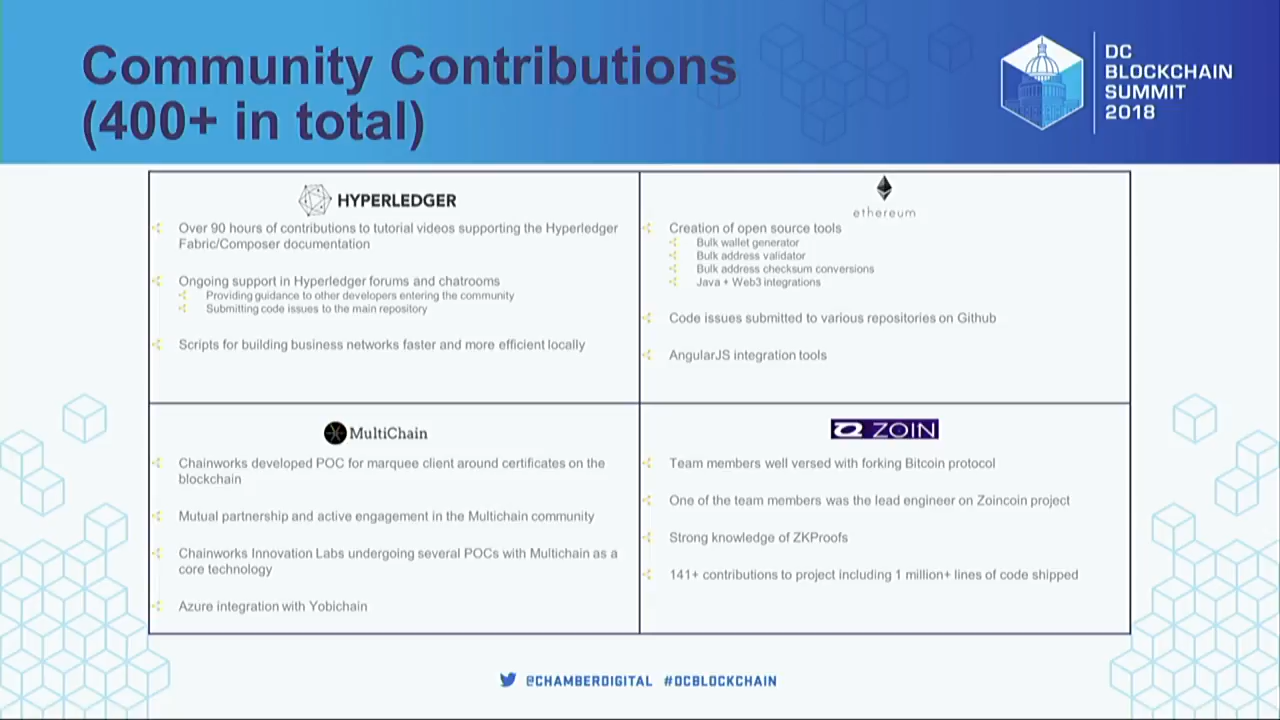 Community Contributions
(400+ in total)
DC
BLOCKCHAIN
SUMMIT
2018
HYPERLEDGER
Over 90 hours of contributions to tutorial videos supporting the Hyperledger
Fabric/Composer documentation
Ongoing support in Hyperledger forums and chatrooms
Providing guidance to other developers entering the community
Submitting code issues to the main repository
Scripts for building business networks faster and more efficient locally
ethereum
Creation of open source tools
Bulk wallet generator
Bulk address validator
Bulk address checksum conversions
Java + Web3 integrations
Code issues submitted to various repositories on Github
AngularJS integration tools
MultiChain
Chainworks developed POC for marquee client around certificates on the
blockchain
Mutual partnership and active engagement in the Multichain community
Chainworks Innovation Labs undergoing several POCs with Multichain as a
core technology
Azure integration with Yobichain
ZOIN
Team members well versed with forking Bitcoin protocol
One of the team members was the lead engineer on Zoincoin project
Strong knowledge of ZKProofs
141+ contributions to project including 1 million+ lines of code shipped
@CHAMBERDIGITAL #DCBLOCKCHAIN